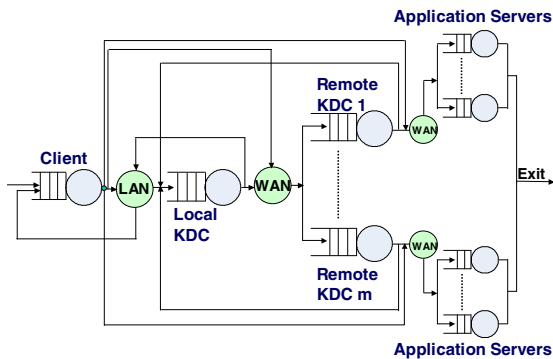 Application Servers
Remote
KDC 1
WAN
Client
LAN
Local
KDC
WAN
Exit
Remote
KDC m
WAN
Application Servers